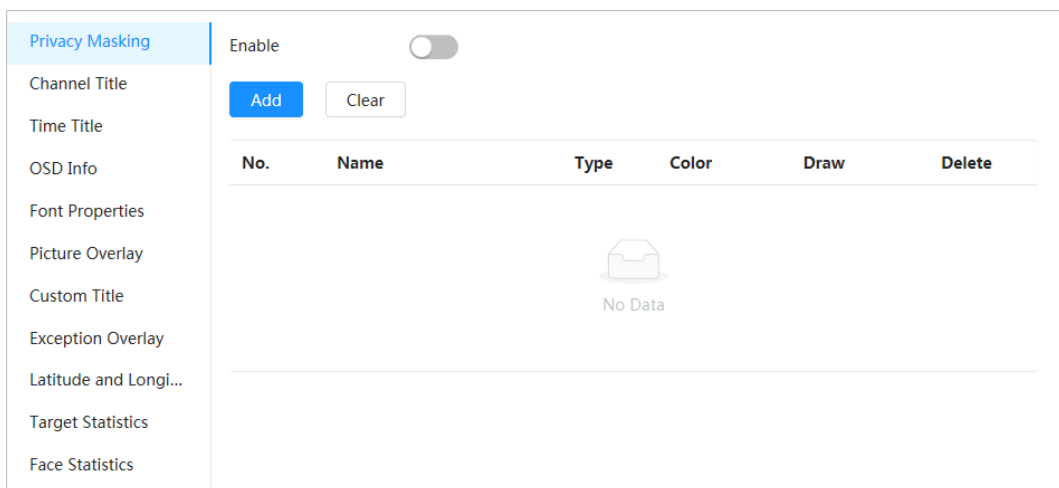 Privacy Masking
Channel Title
Time Title
OSD Info
Font Properties
Picture Overlay
Custom Title
Exception Overlay
Latitude and Longi...
Target Statistics
Face Statistics
Enable
Add Clear
No. Name Type Color Draw Delete
No Data